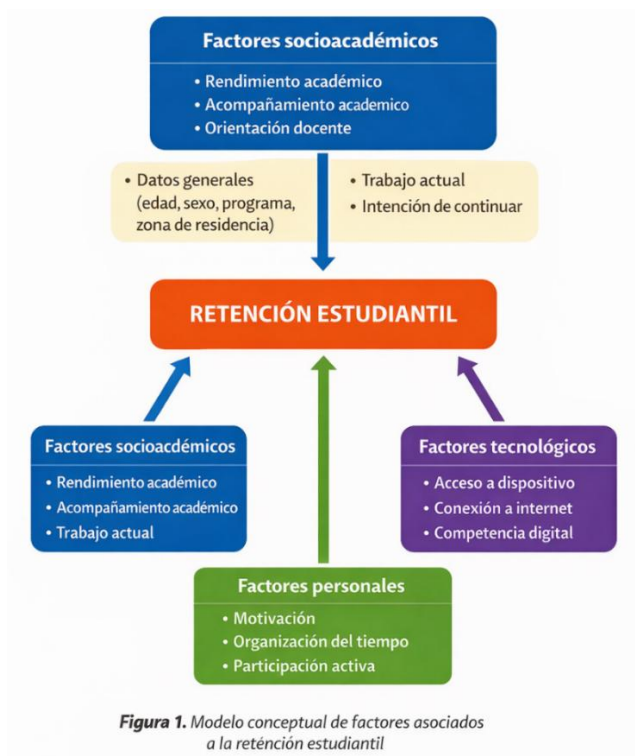 Factores socioacadémicos
• Rendimiento académico
• Acompañamiento academico
• Orientación docente
• Datos generales
(edad, sexo, programa,
zona de residencia)
• Trabajo actual
• Intención de continuar
RETENCIÓN ESTUDIANTIL
Factores socioacdémicos
• Rendimiento académico
• Acompañamiento académico
• Trabajo actual
Factores tecnológicos
• Acceso a dispositivo
• Conexión a internet
• Competencia digital
Factores personales
• Motivación
• Organización del tiempo
• Participación activa
Figura 1. Modelo conceptual de factores asociados
a la reténción estudiantil